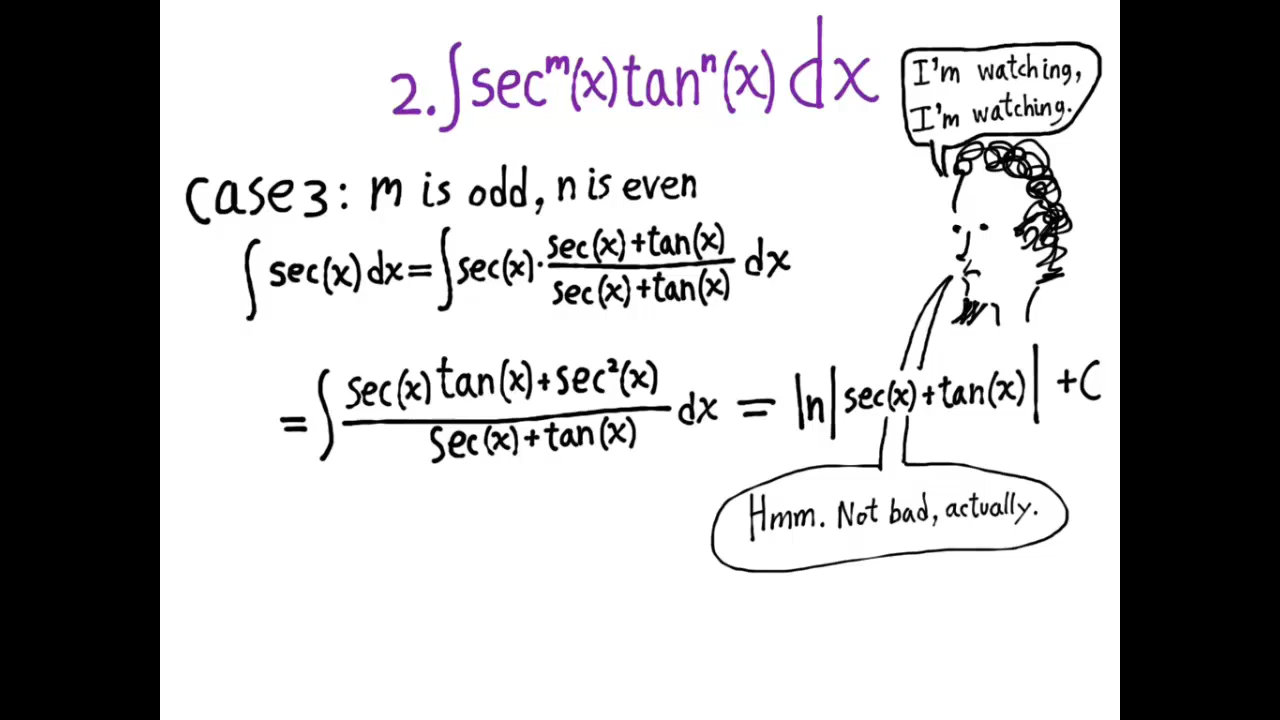 2. ∫sec^m(x)tan^n(x) dx
I'm watching,
I'm watching.
Case 3: m is odd, n is even
∫ sec(x) dx = ∫ sec(x)· (sec(x)+tan(x))/(sec(x)+tan(x)) dx
= ∫ (sec(x) tan(x)+sec²(x))/(sec(x)+tan(x)) dx = ln|sec(x)+tan(x)| +C
Hmm. Not bad, actually.